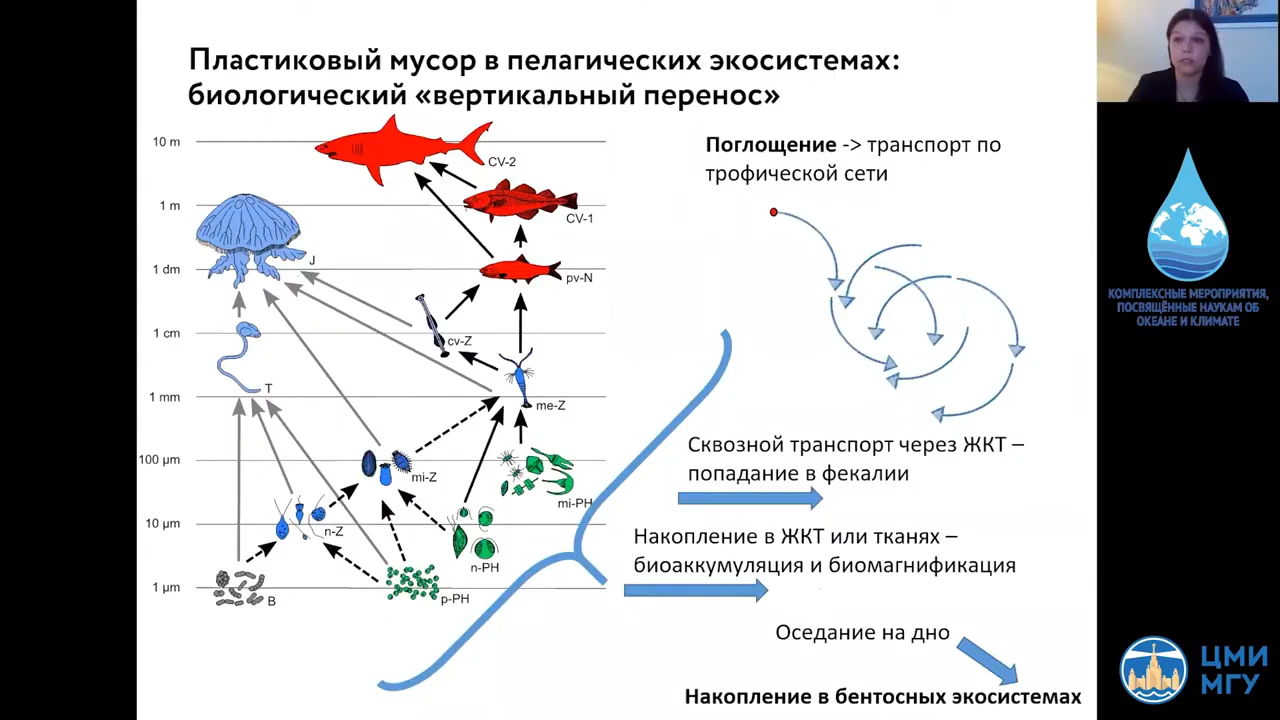 Пластиковый мусор в пелагических экосистемах:
биологический «вертикальный перенос»
10 m
1 m
1 dm
1 cm
1 mm
100 µm
10 µm
1 µm
CV-2
CV-1
J
pv-N
cv-Z
T
me-Z
mi-Z
mi-PH
n-Z
n-PH
B
p-PH
Поглощение -> транспорт по
трофической сети
Сквозной транспорт через ЖКТ –
попадание в фекалии
Накопление в ЖКТ или тканях –
биоаккумуляция и биомагнификация
Оседание на дно
Накопление в бентосных экосистемах
КОМПЛЕКСНЫЕ МЕРОПРИЯТИЯ,
ПОСВЯЩЁННЫЕ НАУКАМ ОБ
ОКЕАНЕ И КЛИМАТЕ
ЦМИ
МГУ